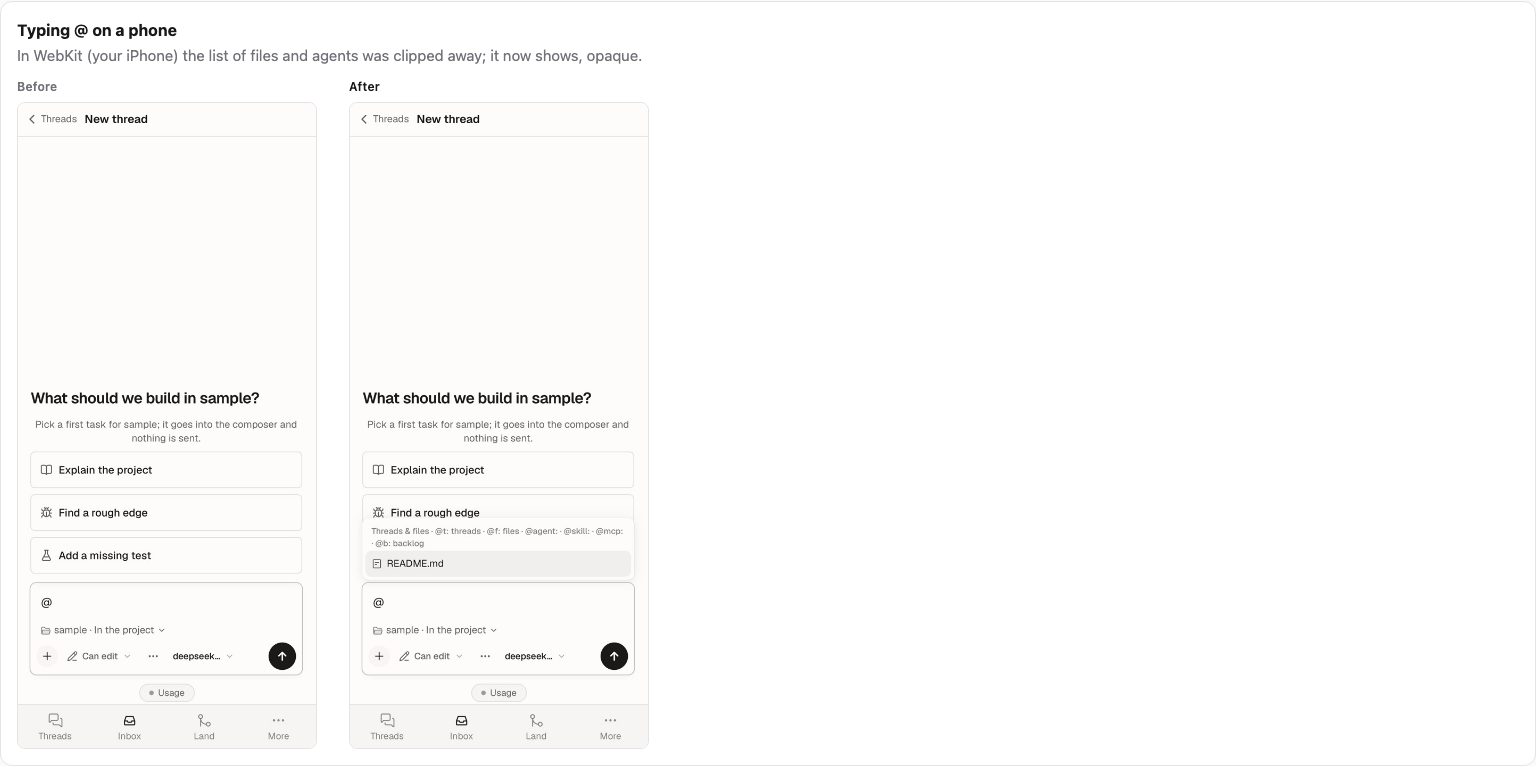 Typing @ on a phone
In WebKit (your iPhone) the list of files and agents was clipped away; it now shows, opaque.
Before
Threads New thread
What should we build in sample?
Pick a first task for sample; it goes into the composer and
nothing is sent.
Explain the project
Find a rough edge
Add a missing test
@
sample · In the project
Can edit ··· deepseek...
Usage
Threads Inbox Land More
After
Threads New thread
What should we build in sample?
Pick a first task for sample; it goes into the composer and
nothing is sent.
Explain the project
Find a rough edge
Threads & files · @t: threads · @f: files · @agent: · @skill: · @mcp:
· @b: backlog
README.md
@
sample · In the project
Can edit ··· deepseek...
Usage
Threads Inbox Land More